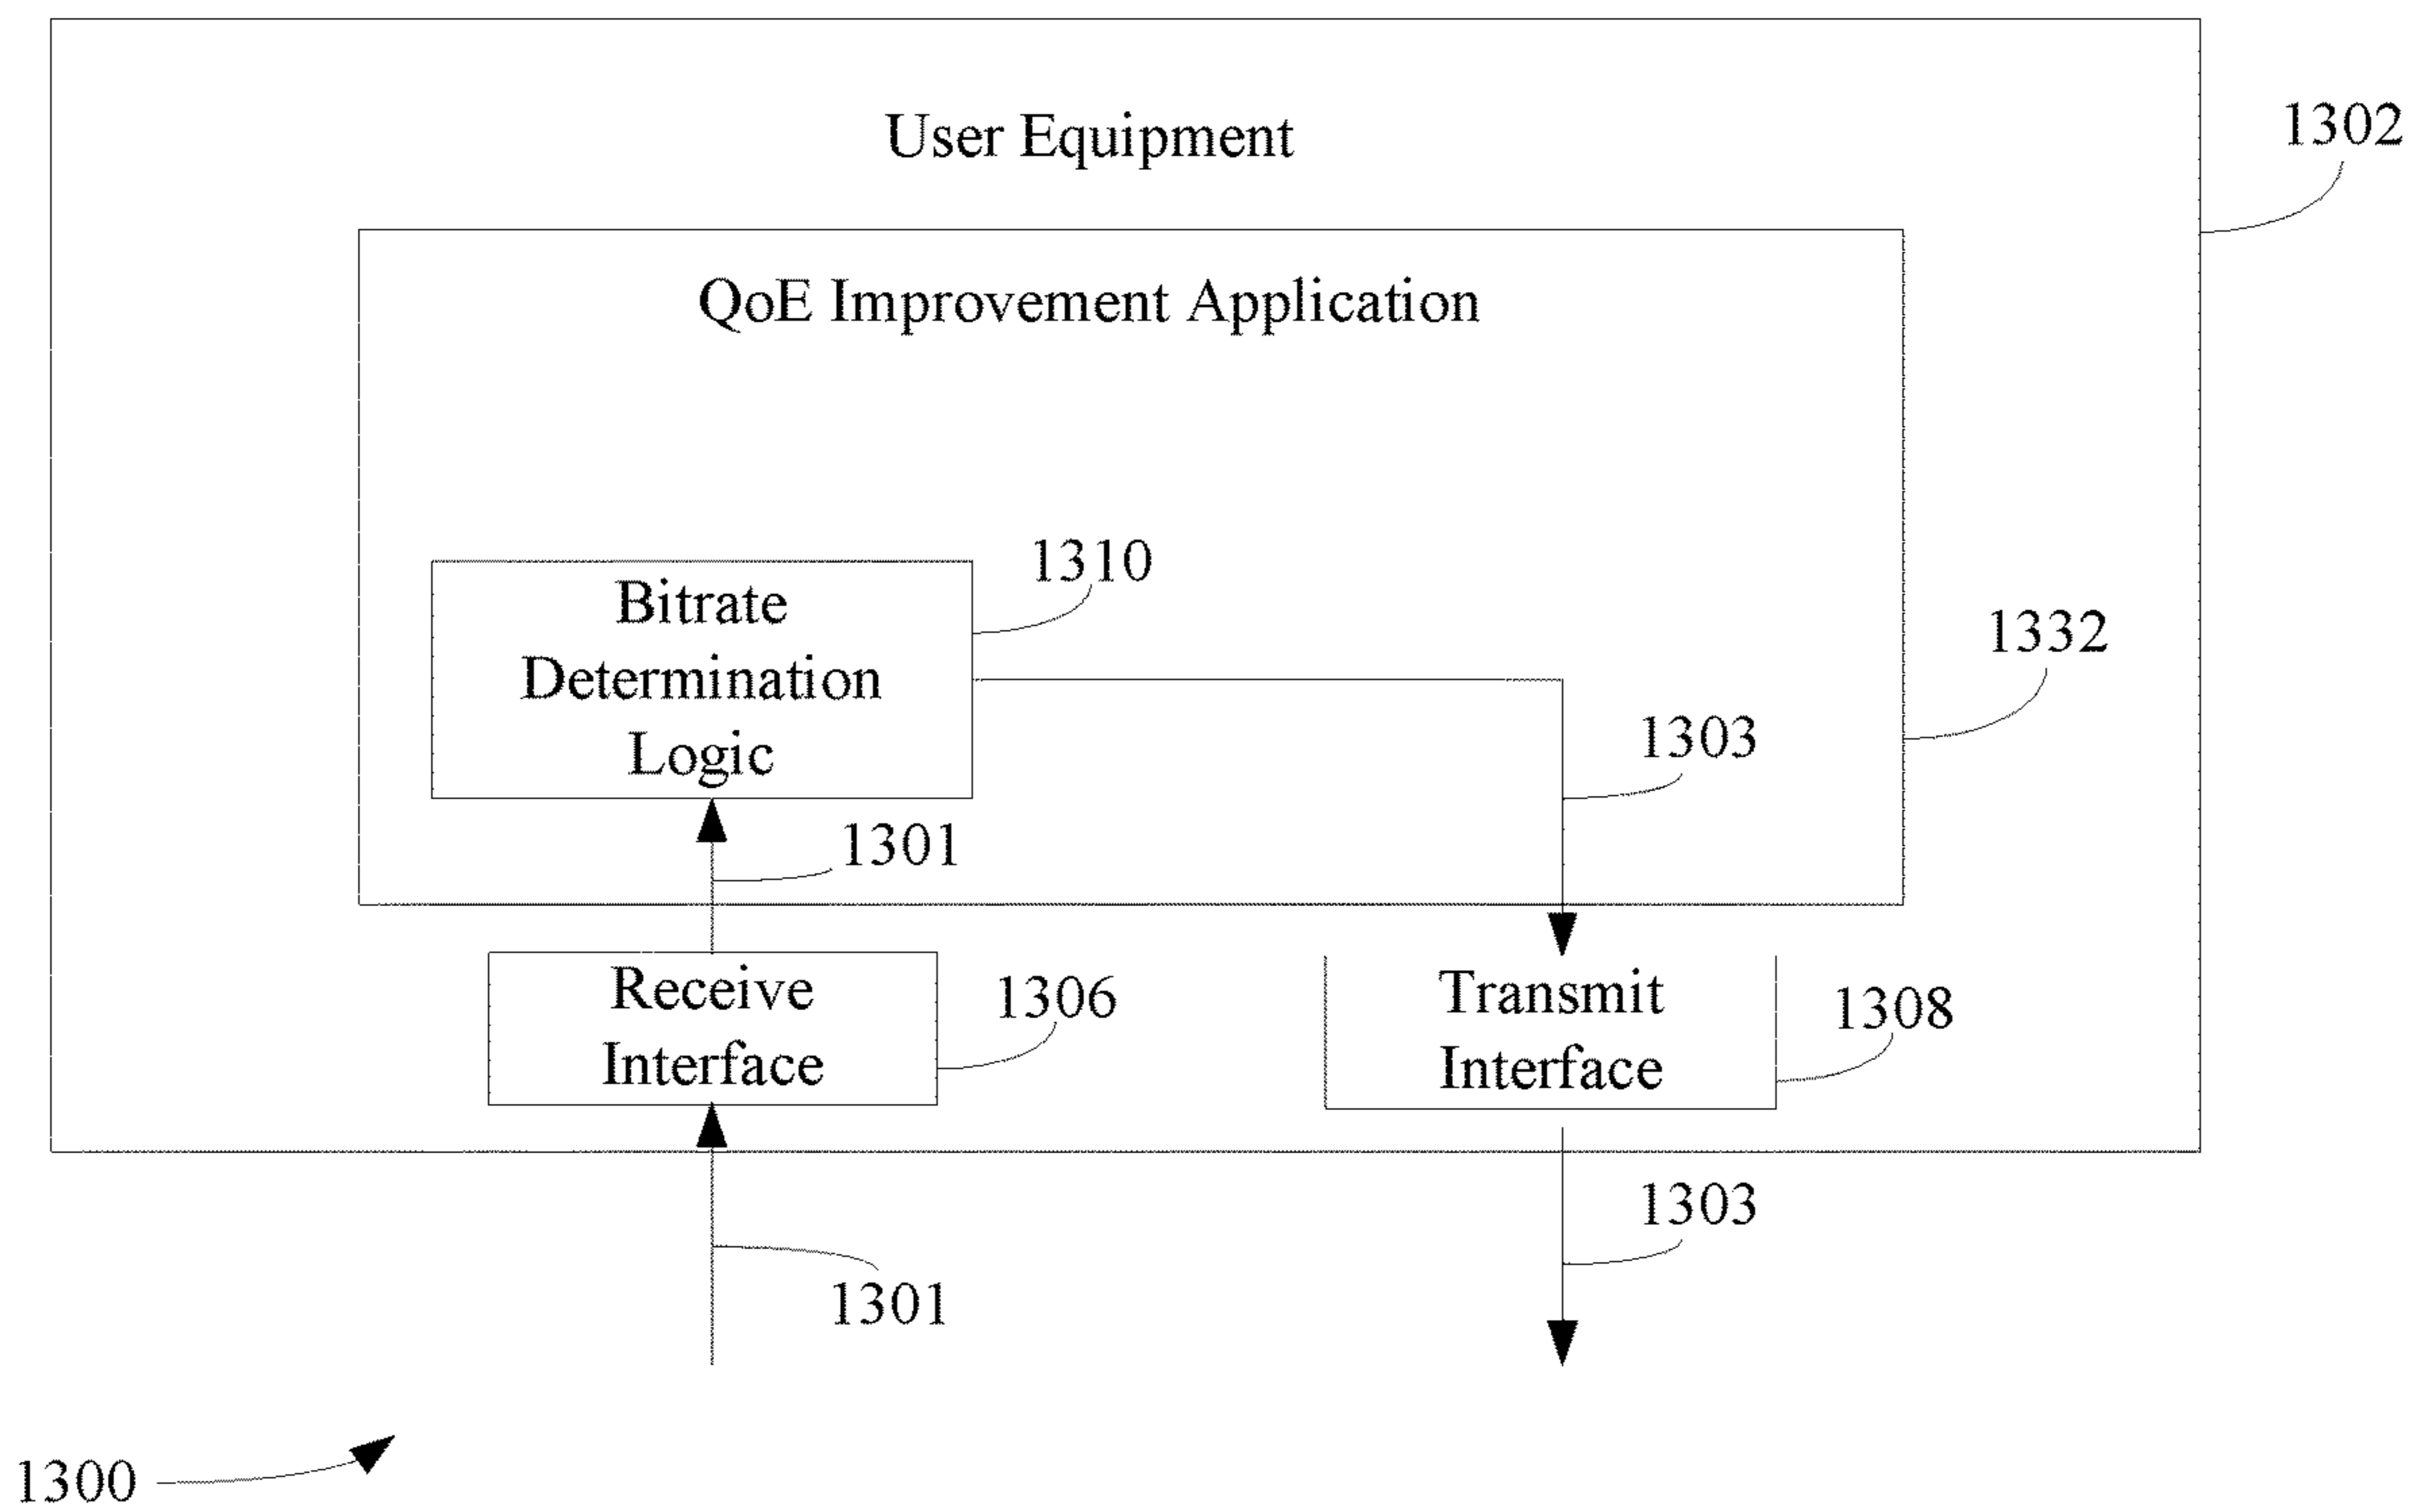 User Equipment
1302
QoE Improvement Application
1310
Bitrate
Determination
Logic
1332
1303
1301
Receive
Interface
1306
Transmit
Interface
1308
1303
1301
1300